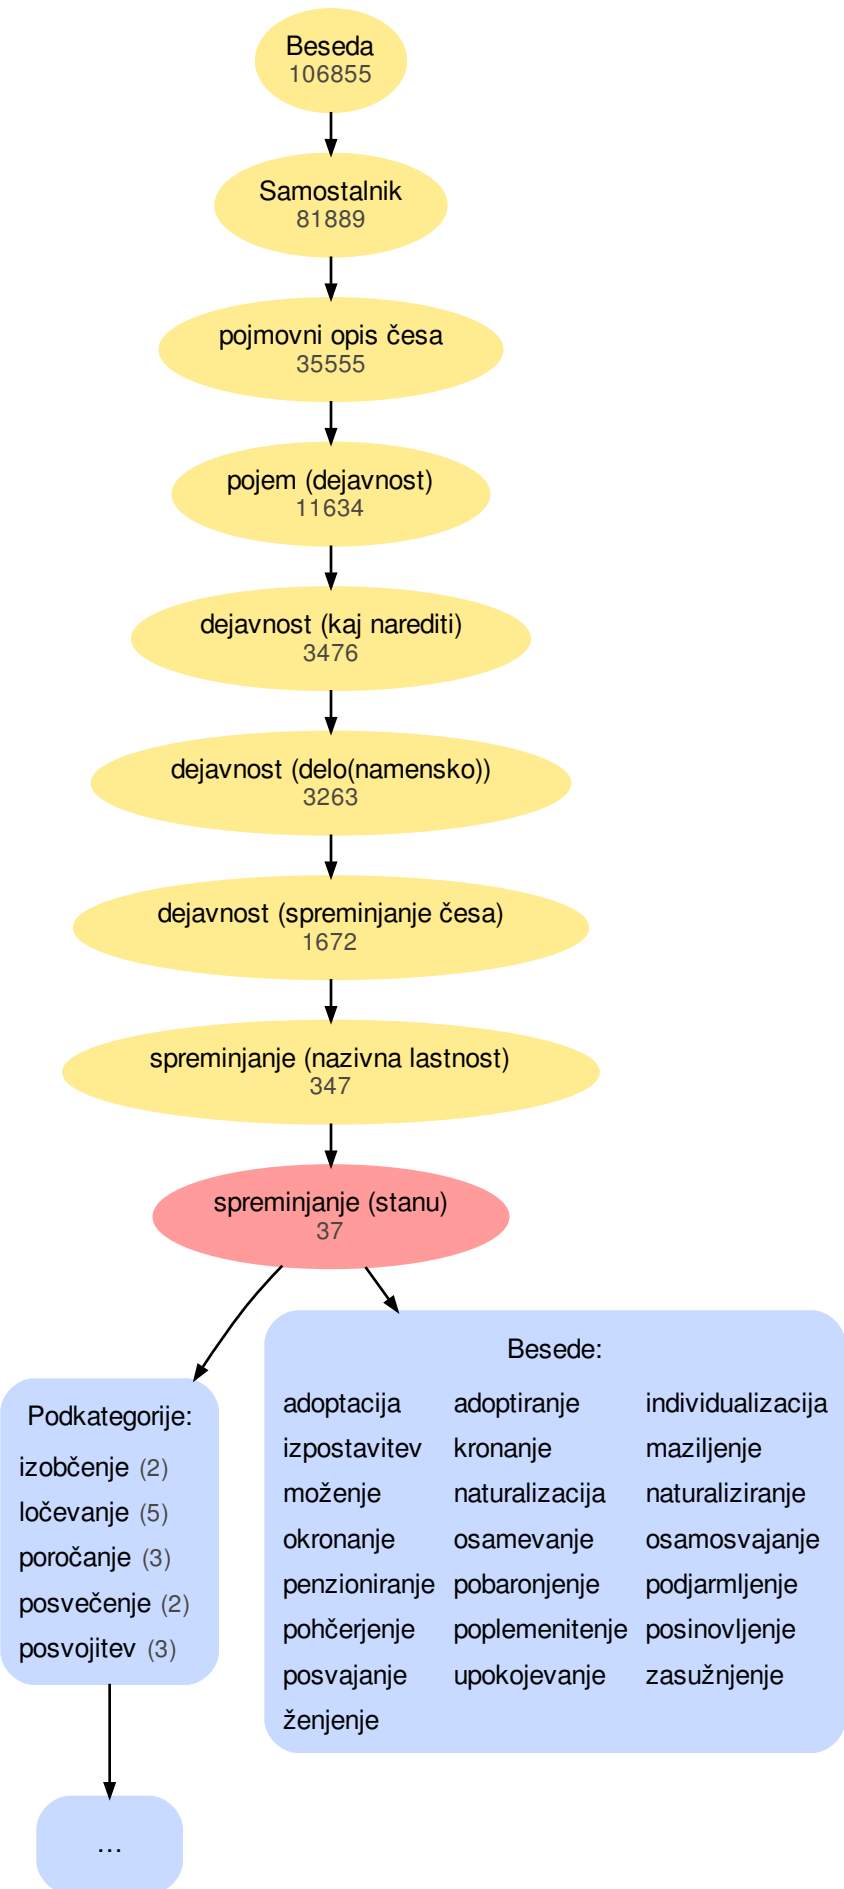 Beseda
106855
Samostalnik
81889
pojmovni opis česa
35555
pojem (dejavnost)
11634
dejavnost (kaj narediti)
3476
dejavnost (delo(namensko))
3263
dejavnost (spreminjanje česa)
1672
spreminjanje (nazivna lastnost)
347
spreminjanje (stanu)
37
Podkategorije:
izobčenje (2)
ločevanje (5)
poročanje (3)
posvečenje (2)
posvojitev (3)
...
Besede:
adoptacija adoptiranje individualizacija
izpostavitev kronanje maziljenje
moženje naturalizacija naturaliziranje
okronanje osamevanje osamosvajanje
penzioniranje pobaronjenje podjarmljenje
pohčerjenje poplemenitenje posinovljenje
posvajanje upokojevanje zasužnjenje
ženjenje